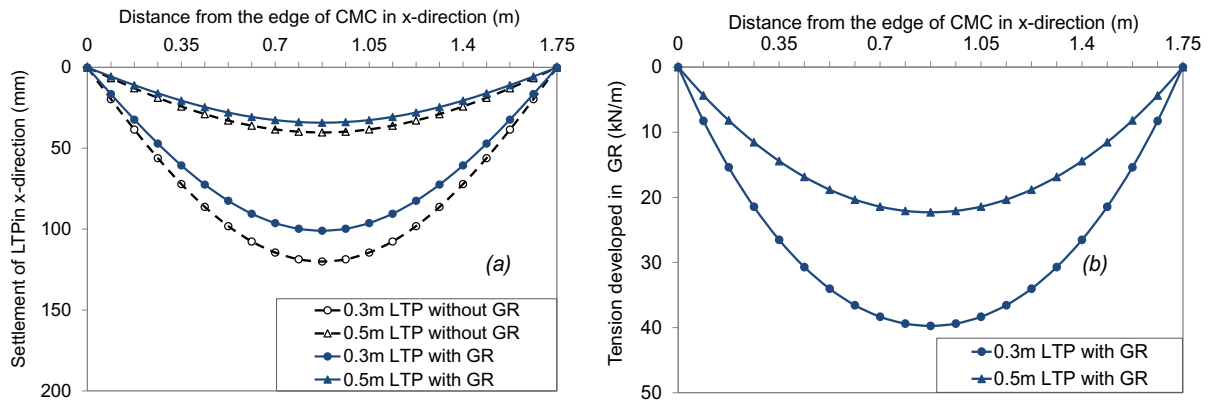 Distance from the edge of CMC in x-direction (m)
0 0.35 0.7 1.05 1.4 1.75
Settlement of LTPin x-direction (mm)
0
50
100
150
200
(a)
0.3m LTP without GR
0.5m LTP without GR
0.3m LTP with GR
0.5m LTP with GR
Distance from the edge of CMC in x-direction (m)
0 0.35 0.7 1.05 1.4 1.75
Tension developed in GR (kN/m)
0
10
20
30
40
50
(b)
0.3m LTP with GR
0.5m LTP with GR